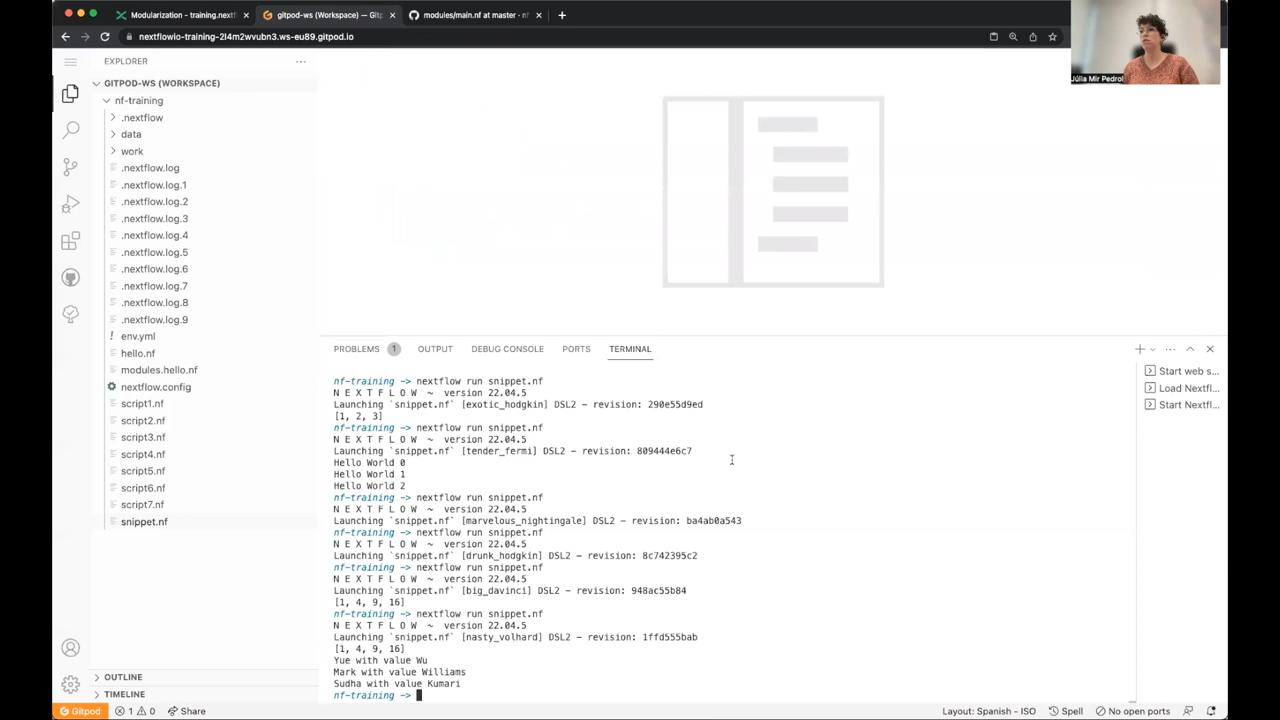 Modularization - training.nextf
gitpod-ws (Workspace) — Gitp
modules/main.nf at master · nf
nextflowio-training-2l4m2wvubn3.ws-eu89.gitpod.io
Júlia Mir Pedrol
EXPLORER
GITPOD-WS (WORKSPACE)
nf-training
.nextflow
data
work
.nextflow.log
.nextflow.log.1
.nextflow.log.2
.nextflow.log.3
.nextflow.log.4
.nextflow.log.5
.nextflow.log.6
.nextflow.log.7
.nextflow.log.8
.nextflow.log.9
! env.yml
hello.nf
modules.hello.nf
nextflow.config
script1.nf
script2.nf
script3.nf
script4.nf
script5.nf
script6.nf
script7.nf
snippet.nf
OUTLINE
TIMELINE
PROBLEMS 1 OUTPUT DEBUG CONSOLE PORTS TERMINAL
nf-training -> nextflow run snippet.nf
N E X T F L O W ~ version 22.04.5
Launching `snippet.nf` [exotic_hodgkin] DSL2 - revision: 290e55d9ed
[1, 2, 3]
nf-training -> nextflow run snippet.nf
N E X T F L O W ~ version 22.04.5
Launching `snippet.nf` [tender_fermi] DSL2 - revision: 809444e6c7
Hello World 0
Hello World 1
Hello World 2
nf-training -> nextflow run snippet.nf
N E X T F L O W ~ version 22.04.5
Launching `snippet.nf` [marvelous_nightingale] DSL2 - revision: ba4ab0a543
nf-training -> nextflow run snippet.nf
N E X T F L O W ~ version 22.04.5
Launching `snippet.nf` [drunk_hodgkin] DSL2 - revision: 8c742395c2
nf-training -> nextflow run snippet.nf
N E X T F L O W ~ version 22.04.5
Launching `snippet.nf` [big_davinci] DSL2 - revision: 948ac55b84
[1, 4, 9, 16]
nf-training -> nextflow run snippet.nf
N E X T F L O W ~ version 22.04.5
Launching `snippet.nf` [nasty_volhard] DSL2 - revision: 1ffd555bab
[1, 4, 9, 16]
Yue with value Wu
Mark with value Williams
Sudha with value Kumari
nf-training ->
Start web s...
Load Nextfl...
Start Nextfl...
Gitpod 1 0 Share
Layout: Spanish - ISO Spell No open ports